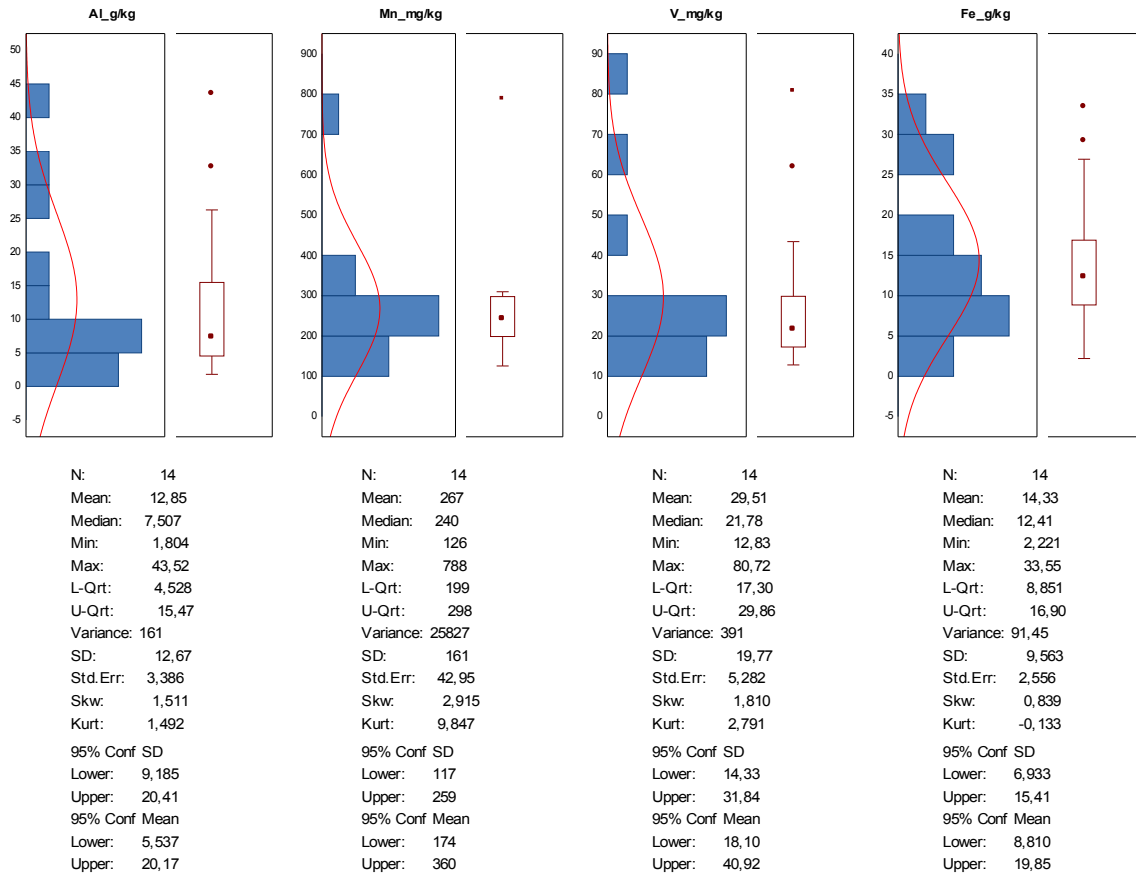 Al_g/kg Mn_mg/kg V_mg/kg Fe_g/kg
50
45
40
35
30
25
20
15
10
5
0
-5
900
800
700
600
500
400
300
200
100
0
90
80
70
60
50
40
30
20
10
0
40
35
30
25
20
15
10
5
0
-5
N: 14
Mean: 12,85
Median: 7,507
Min: 1,804
Max: 43,52
L-Qrt: 4,528
U-Qrt: 15,47
Variance: 161
SD: 12,67
Std.Err: 3,386
Skw: 1,511
Kurt: 1,492
95% Conf SD
Lower: 9,185
Upper: 20,41
95% Conf Mean
Lower: 5,537
Upper: 20,17
N: 14
Mean: 267
Median: 240
Min: 126
Max: 788
L-Qrt: 199
U-Qrt: 298
Variance: 25827
SD: 161
Std.Err: 42,95
Skw: 2,915
Kurt: 9,847
95% Conf SD
Lower: 117
Upper: 259
95% Conf Mean
Lower: 174
Upper: 360
N: 14
Mean: 29,51
Median: 21,78
Min: 12,83
Max: 80,72
L-Qrt: 17,30
U-Qrt: 29,86
Variance: 391
SD: 19,77
Std.Err: 5,282
Skw: 1,810
Kurt: 2,791
95% Conf SD
Lower: 14,33
Upper: 31,84
95% Conf Mean
Lower: 18,10
Upper: 40,92
N: 14
Mean: 14,33
Median: 12,41
Min: 2,221
Max: 33,55
L-Qrt: 8,851
U-Qrt: 16,90
Variance: 91,45
SD: 9,563
Std.Err: 2,556
Skw: 0,839
Kurt: -0,133
95% Conf SD
Lower: 6,933
Upper: 15,41
95% Conf Mean
Lower: 8,810
Upper: 19,85